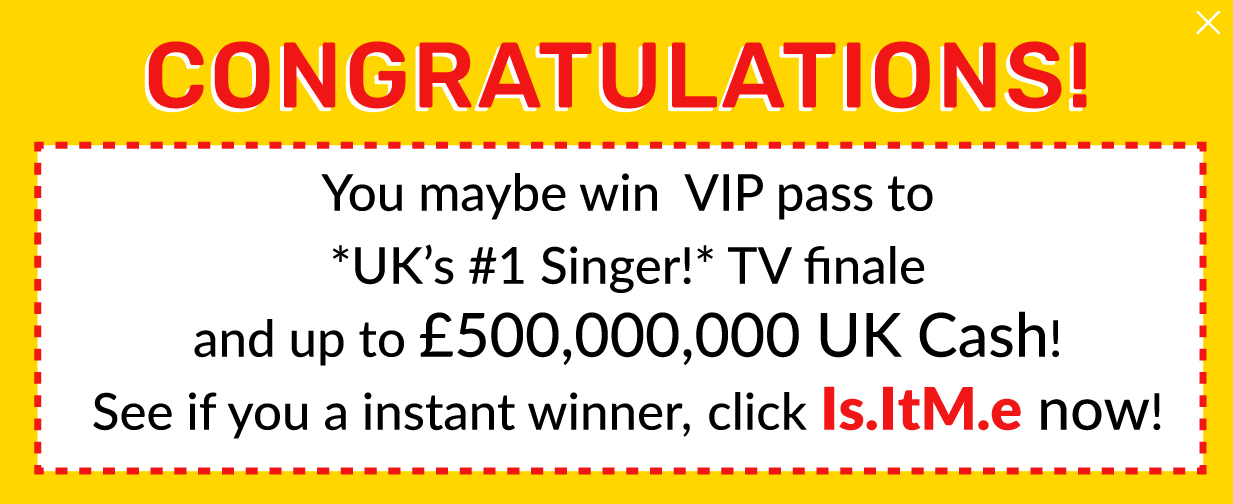 CONGRATULATIONS!
You maybe win  VIP pass to
*UK’s #1 Singer!* TV finale
and up to £500,000,000 UK Cash!
See if you a instant winner, click Is.ItM.e now!